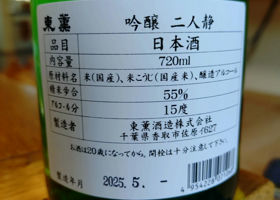 東薫 吟醸 二人静
品目 日本酒
内容量 720ml
原材料名 米(国産)、米こうじ(国産米)、醸造アルコール
精米歩合 55%
アルコール分 15度
製造者 東薫酒造株式会社
千葉県香取市佐原イ627
お酒は20歳になってから。開栓は十分注意して下さい。
製造年月 2025.5.-